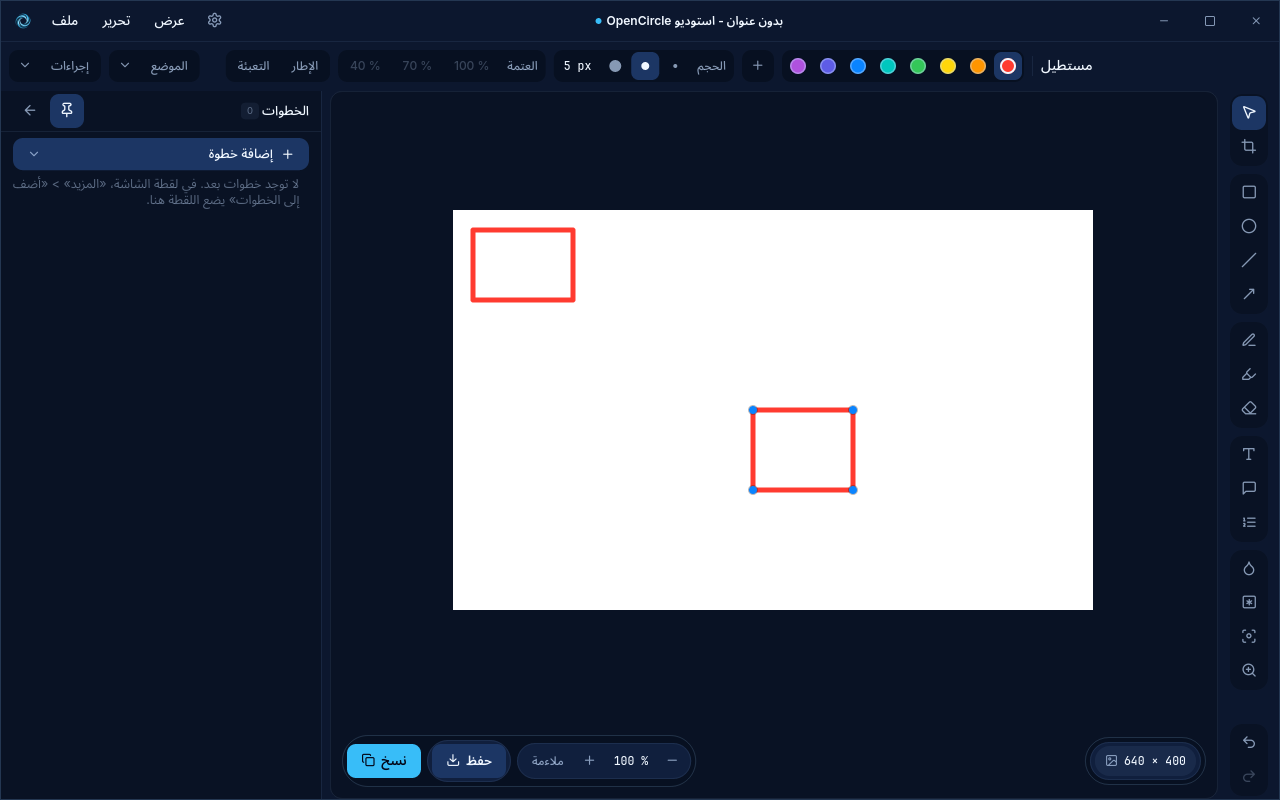 ملف
تحرير
عرض
بدون عنوان - استوديو OpenCircle
مستطيل
الحجم
5 px
العتمة
100 %
70 %
40 %
الإطار
التعبئة
الموضع
إجراءات
الخطوات 0
إضافة خطوة
لا توجد خطوات بعد. في لقطة الشاشة، «المزيد» > «أضف
إلى الخطوات» يضع اللقطة هنا.
640 × 400
100 %
ملاءمة
حفظ
نسخ